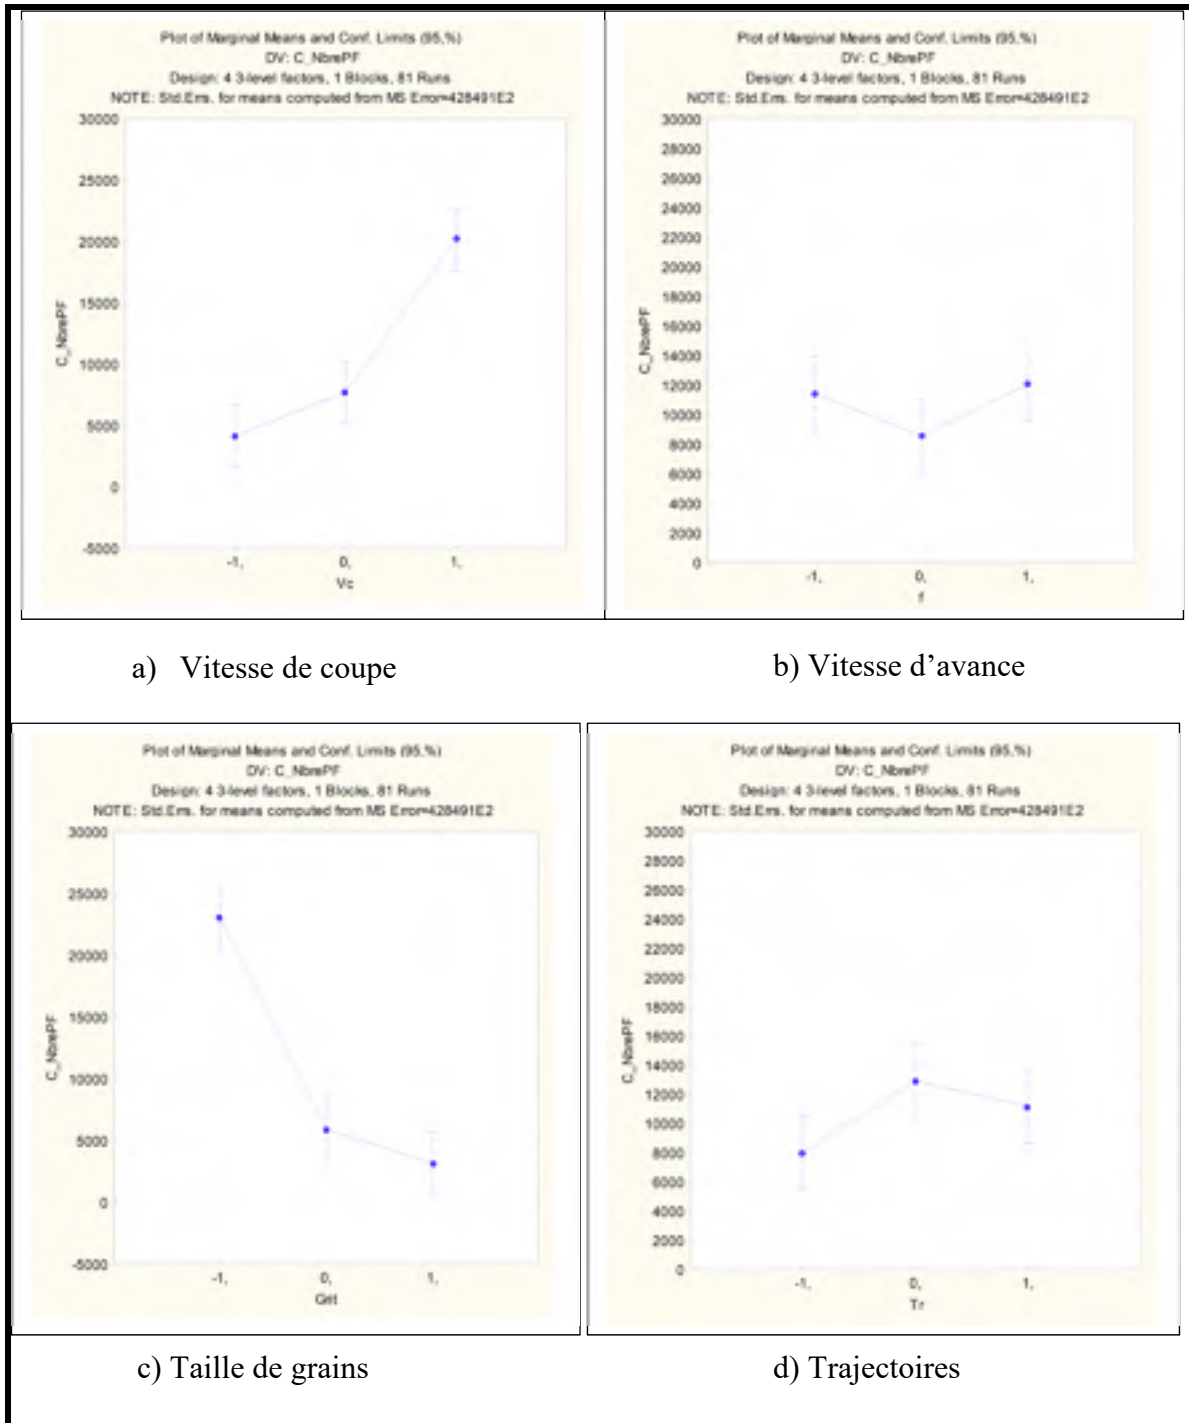 Plot of Marginal Means and Conf. Limits (95,%)
DV: C_NbrePF
Design: 4 3-level factors, 1 Blocks, 81 Runs
NOTE: Std.Errs. for means computed from MS Error=428491E2
30000
25000
20000
15000
10000
5000
0
-5000
C_NbrePF
-1, 0, 1,
Vc
Plot of Marginal Means and Conf. Limits (95,%)
DV: C_NbrePF
Design: 4 3-level factors, 1 Blocks, 81 Runs
NOTE: Std.Errs. for means computed from MS Error=428491E2
30000
28000
26000
24000
22000
20000
18000
16000
14000
12000
10000
8000
6000
4000
2000
0
C_NbrePF
-1, 0, 1,
f
a) Vitesse de coupe
b) Vitesse d’avance
Plot of Marginal Means and Conf. Limits (95,%)
DV: C_NbrePF
Design: 4 3-level factors, 1 Blocks, 81 Runs
NOTE: Std.Errs. for means computed from MS Error=428491E2
30000
25000
20000
15000
10000
5000
0
-5000
C_NbrePF
-1, 0, 1,
Grit
Plot of Marginal Means and Conf. Limits (95,%)
DV: C_NbrePF
Design: 4 3-level factors, 1 Blocks, 81 Runs
NOTE: Std.Errs. for means computed from MS Error=428491E2
30000
28000
26000
24000
22000
20000
18000
16000
14000
12000
10000
8000
6000
4000
2000
0
C_NbrePF
-1, 0, 1,
Tr
c) Taille de grains
d) Trajectoires